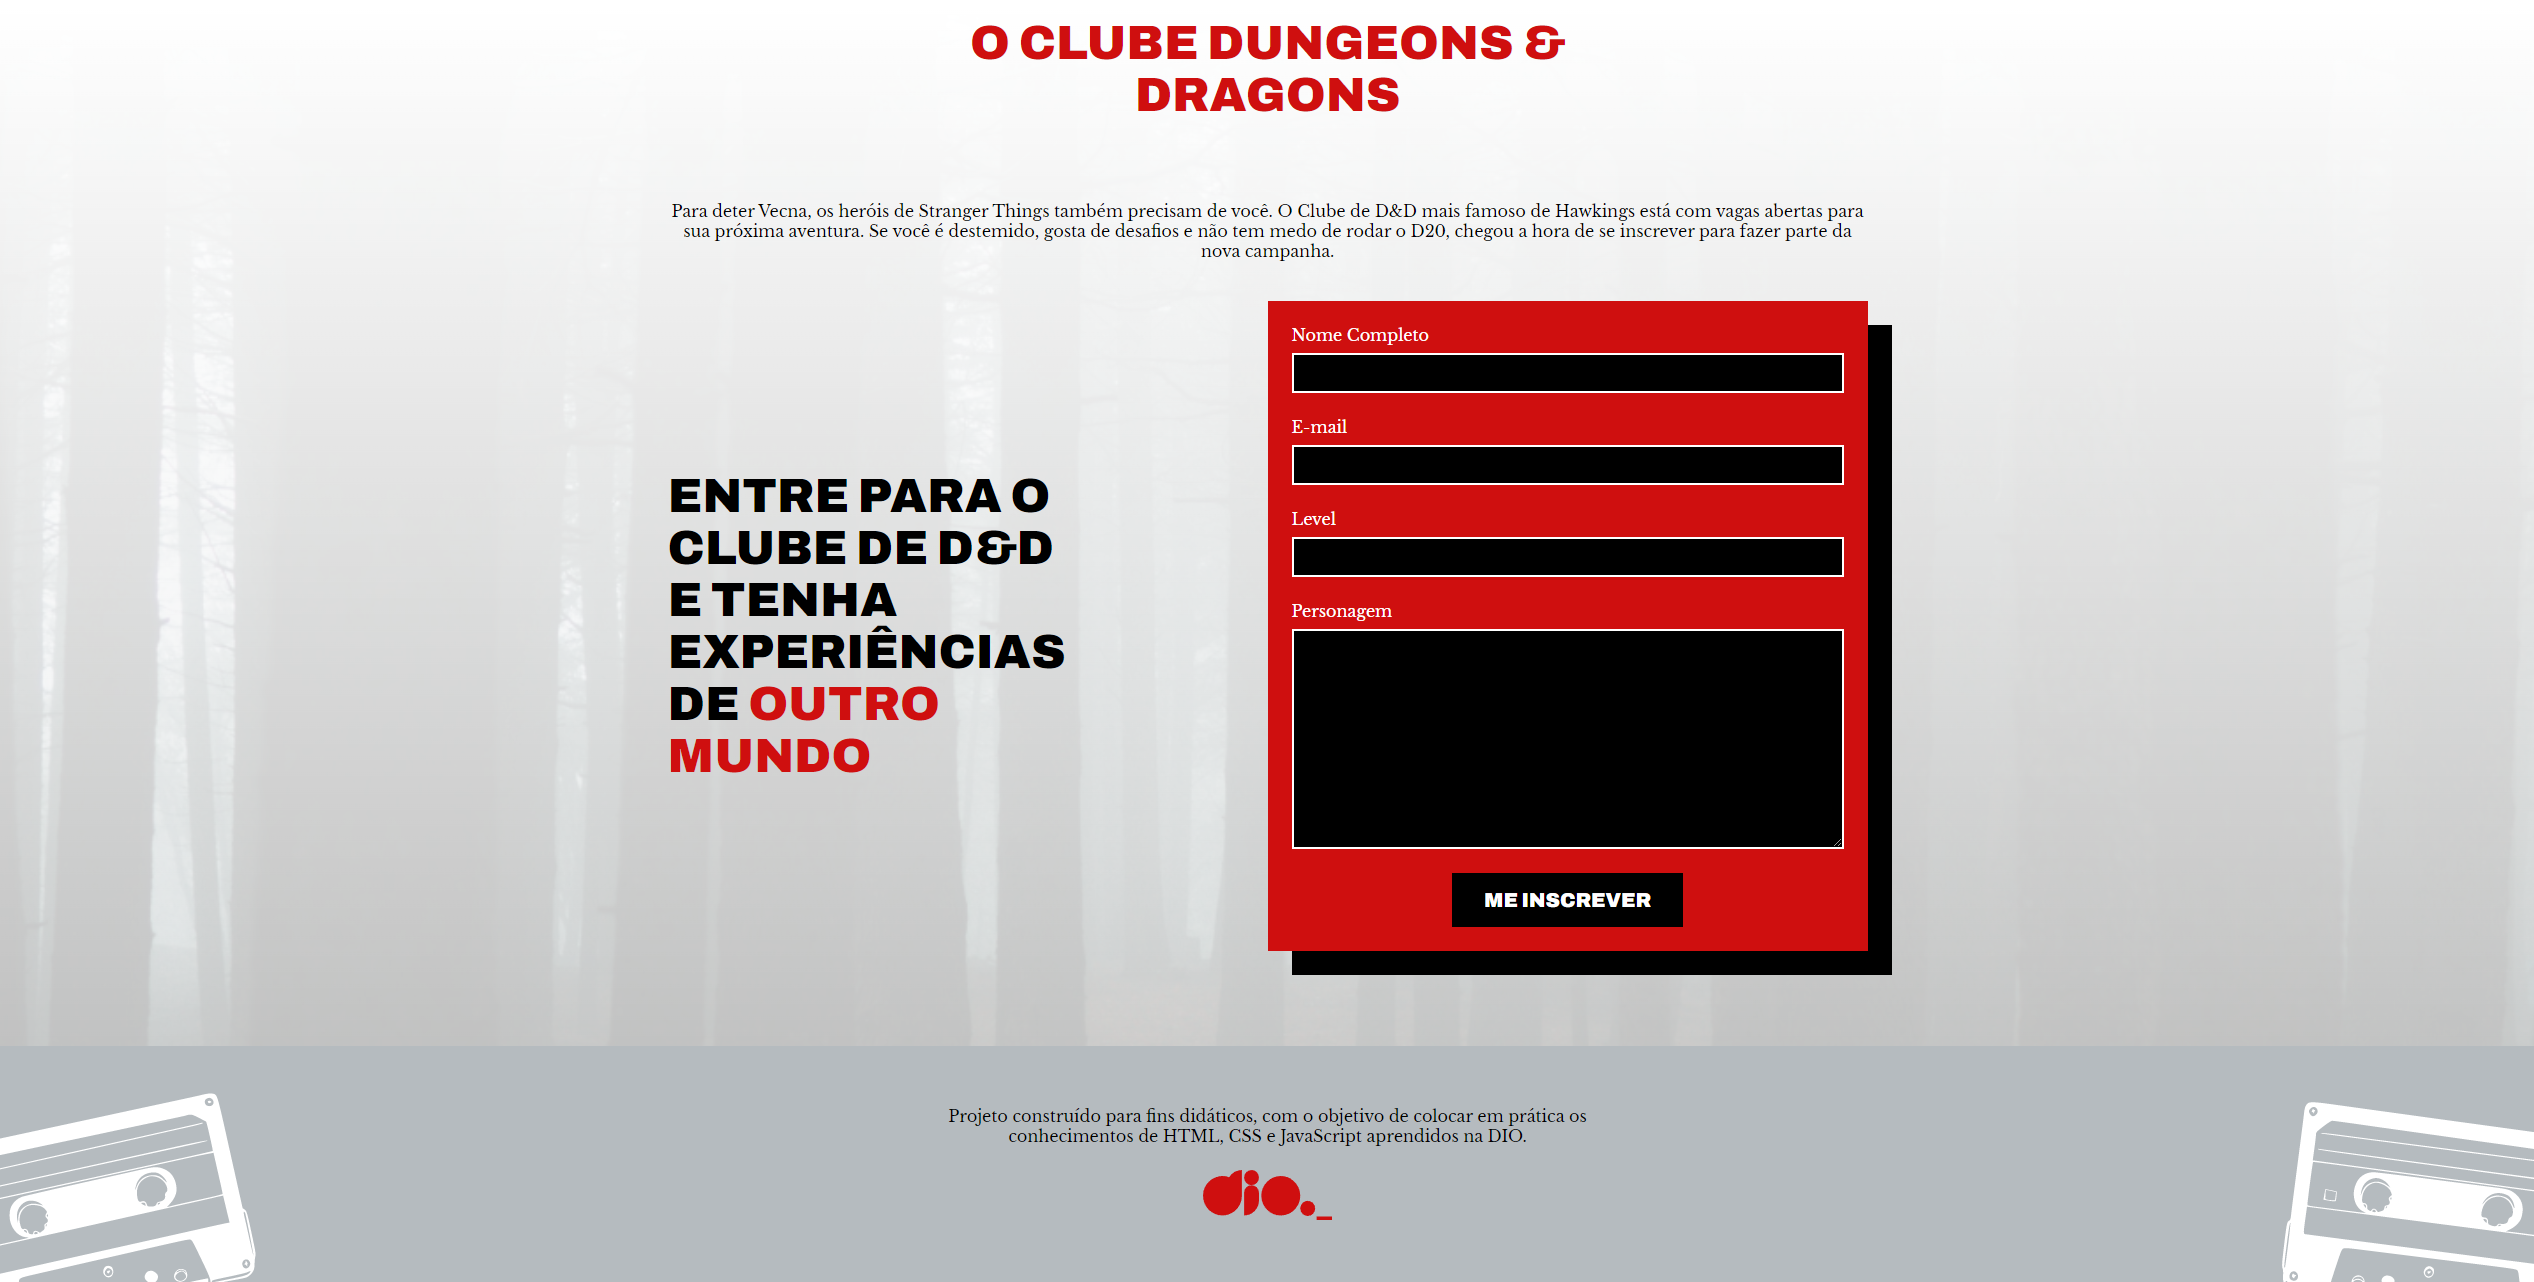 O CLUBE DUNGEONS &
DRAGONS
Para deter Vecna, os heróis de Stranger Things também precisam de você. O Clube de D&D mais famoso de Hawkings está com vagas abertas para
sua próxima aventura. Se você é destemido, gosta de desafios e não tem medo de rodar o D20, chegou a hora de se inscrever para fazer parte da
nova campanha.
ENTRE PARA O
CLUBE DE D&D
E TENHA
EXPERIÊNCIAS
DE OUTRO
MUNDO
Nome Completo
E-mail
Level
Personagem
ME INSCREVER
Projeto construído para fins didáticos, com o objetivo de colocar em prática os
conhecimentos de HTML, CSS e JavaScript aprendidos na DIO.
dio._